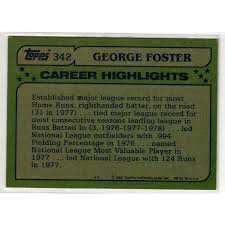 Topps 342 GEORGE FOSTER
CAREER HIGHLIGHTS
Established major league record for most
Home Runs, righthanded batter, on the road
(31 in 1977) . . . tied major league record for
most consecutive seasons leading league in
Runs Batted In (3, 1976-1977-1978) . . . led
National League outfielders with .994
Fielding Percentage in 1976 . . . named
National League Most Valuable Player in
1977 . . . led National League with 124 Runs
in 1977.